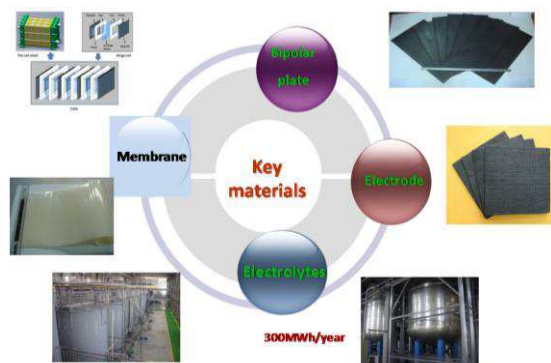 Bipolar
plate
Membrane
Key
materials
Electrode
Electrolytes
300MWh/year